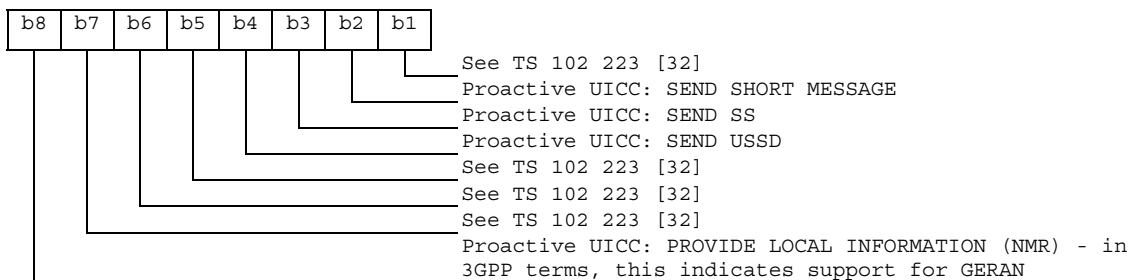 b8 b7 b6 b5 b4 b3 b2 b1
See TS 102 223 [32]
Proactive UICC: SEND SHORT MESSAGE
Proactive UICC: SEND SS
Proactive UICC: SEND USSD
See TS 102 223 [32]
See TS 102 223 [32]
See TS 102 223 [32]
Proactive UICC: PROVIDE LOCAL INFORMATION (NMR) - in
3GPP terms, this indicates support for GERAN